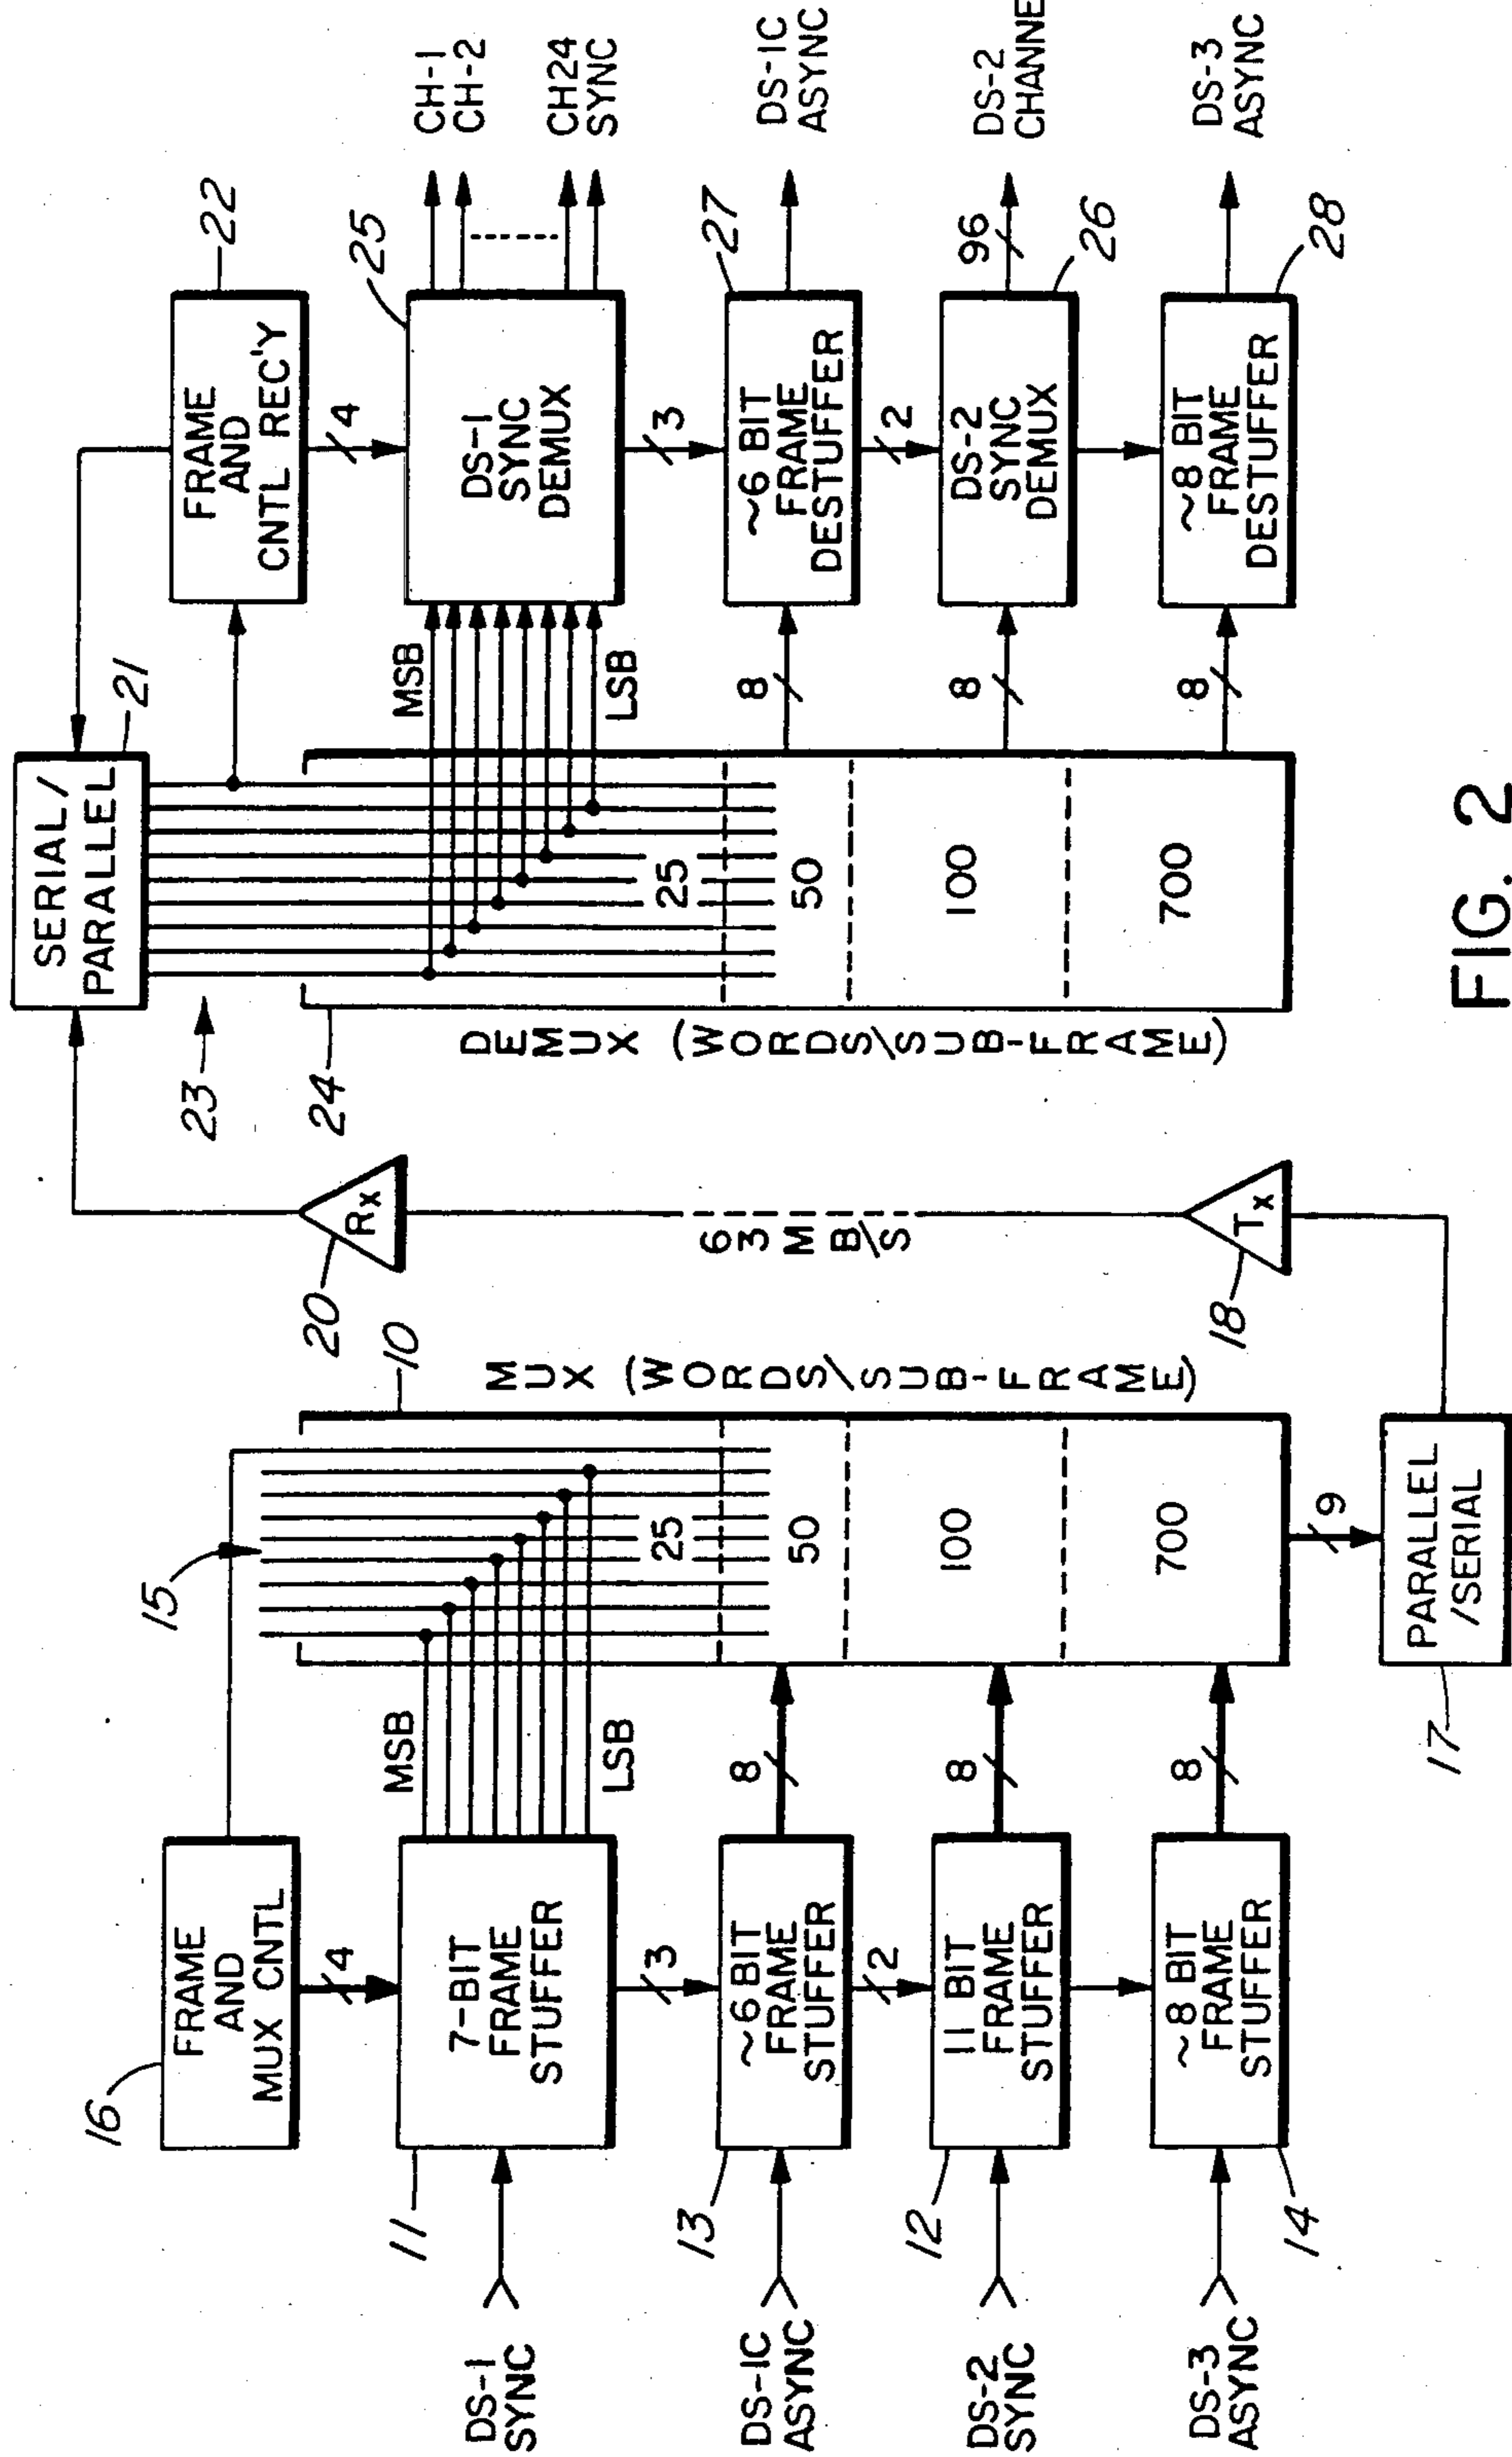 16
FRAME
AND
MUX CNTL
4
DS-1
SYNC
11
7-BIT
FRAME
STUFFER
MSB
LSB
3
DS-1C
ASYNC
13
~6 BIT
FRAME
STUFFER
8
2
DS-2
SYNC
12
11 BIT
FRAME
STUFFER
8
DS-3
ASYNC
14
~8 BIT
FRAME
STUFFER
8
15
10
25
50
100
700
MUX (WORDS/SUB-FRAME)
9
17
PARALLEL
/SERIAL
18
Tx
63 MB/S
20
Rx
SERIAL/
PARALLEL
21
23
24
DEMUX (WORDS/SUB-FRAME)
25
50
100
700
22
FRAME
AND
CNTL REC'Y
4
MSB
LSB
25
DS-1
SYNC
DEMUX
CH-1
CH-2
CH24
SYNC
3
8
27
~6 BIT
FRAME
DESTUFFER
DS-1C
ASYNC
2
8
DS-2
SYNC
DEMUX
96
26
DS-2
CHANNE
8
~8 BIT
FRAME
DESTUFFER
28
DS-3
ASYNC
FIG. 2